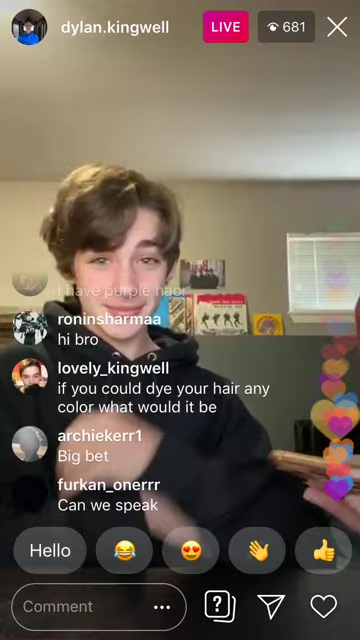 dylan.kingwell
LIVE
681
I have purple
roninsharmaa
hi bro
lovely_kingwell
if you could dye your hair any
color what would it be
archiekerr1
Big bet
furkan_onerrr
Can we speak
Hello
Comment